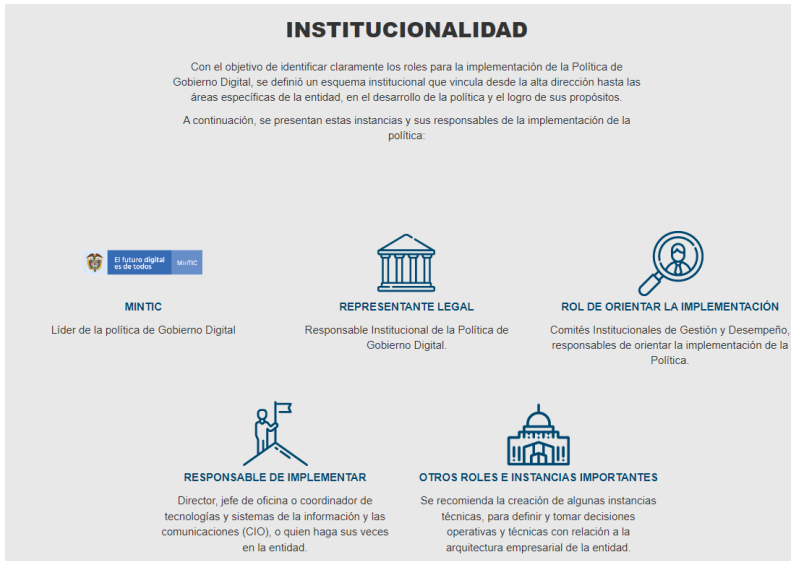 INSTITUCIONALIDAD
Con el objetivo de identificar claramente los roles para la implementación de la Política de
Gobierno Digital, se definió un esquema institucional que vincula desde la alta dirección hasta las
áreas específicas de la entidad, en el desarrollo de la política y el logro de sus propósitos.
A continuación, se presentan estas instancias y sus responsables de la implementación de la
política:
El futuro digital
es de todos
MinTIC
MINTIC
Líder de la política de Gobierno Digital
REPRESENTANTE LEGAL
Responsable Institucional de la Política de
Gobierno Digital.
ROL DE ORIENTAR LA IMPLEMENTACIÓN
Comités Institucionales de Gestión y Desempeño,
responsables de orientar la implementación de la
Política.
RESPONSABLE DE IMPLEMENTAR
Director, jefe de oficina o coordinador de
tecnologías y sistemas de la información y las
comunicaciones (CIO), o quien haga sus veces
en la entidad.
OTROS ROLES E INSTANCIAS IMPORTANTES
Se recomienda la creación de algunas instancias
técnicas, para definir y tomar decisiones
operativas y técnicas con relación a la
arquitectura empresarial de la entidad.